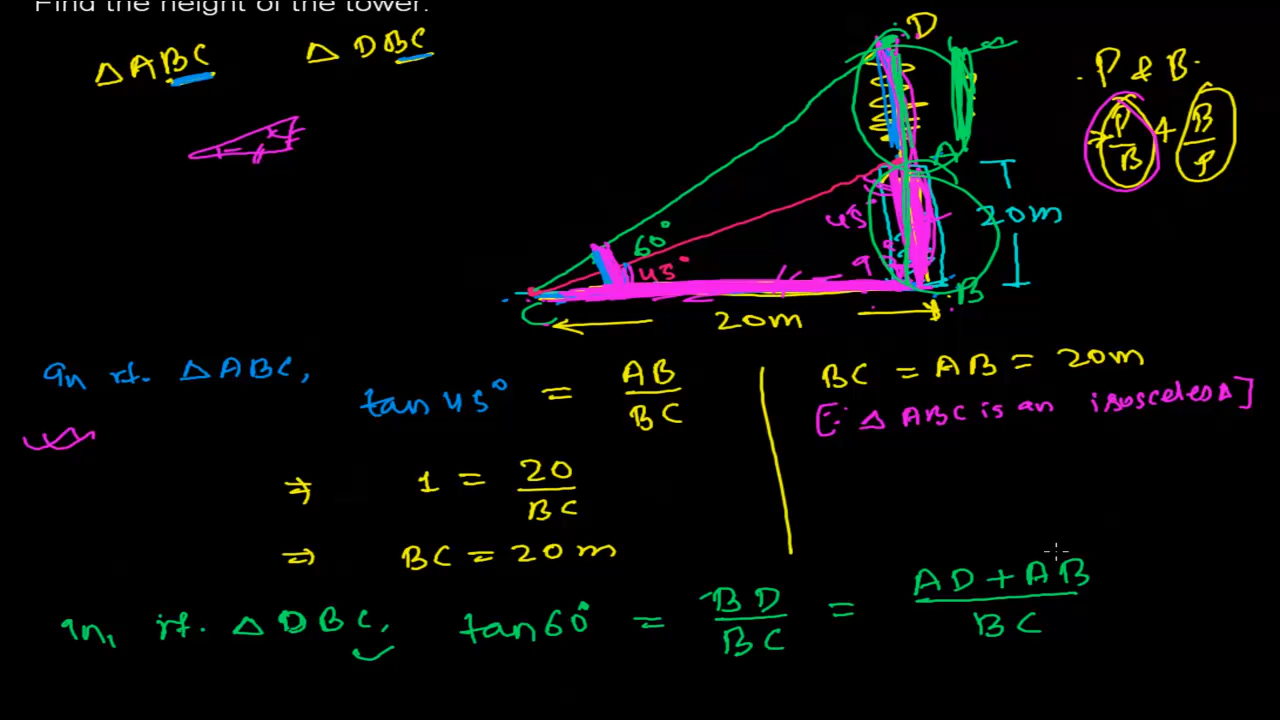 Find the height of the tower.
△ ABC △ DBC
D
P & B.
P/B + B/P
A
60°
45°
45°
20m
9
C
B
20m
In rt. △ABC, tan 45° = AB/BC
BC = AB = 20m
[∵ △ ABC is an isosceles △]
⇒ 1 = 20/BC
⇒ BC = 20 m
In, rt. △ DBC, tan60° = BD/BC = AD + AB/BC